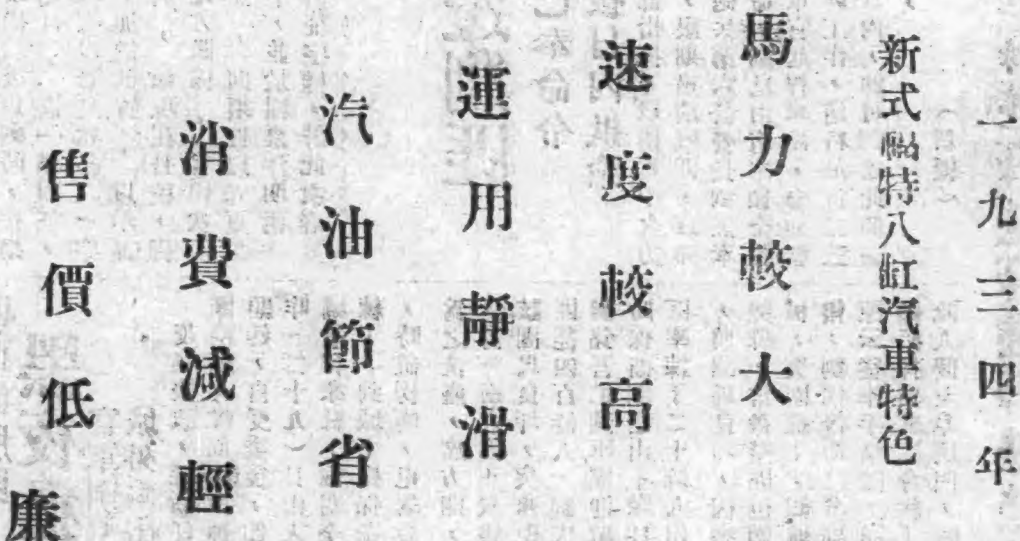 一九三四年
新式福特八缸汽車特色
馬力較大
速度較高
運用靜滑
汽油節省
消費減輕
售價低廉